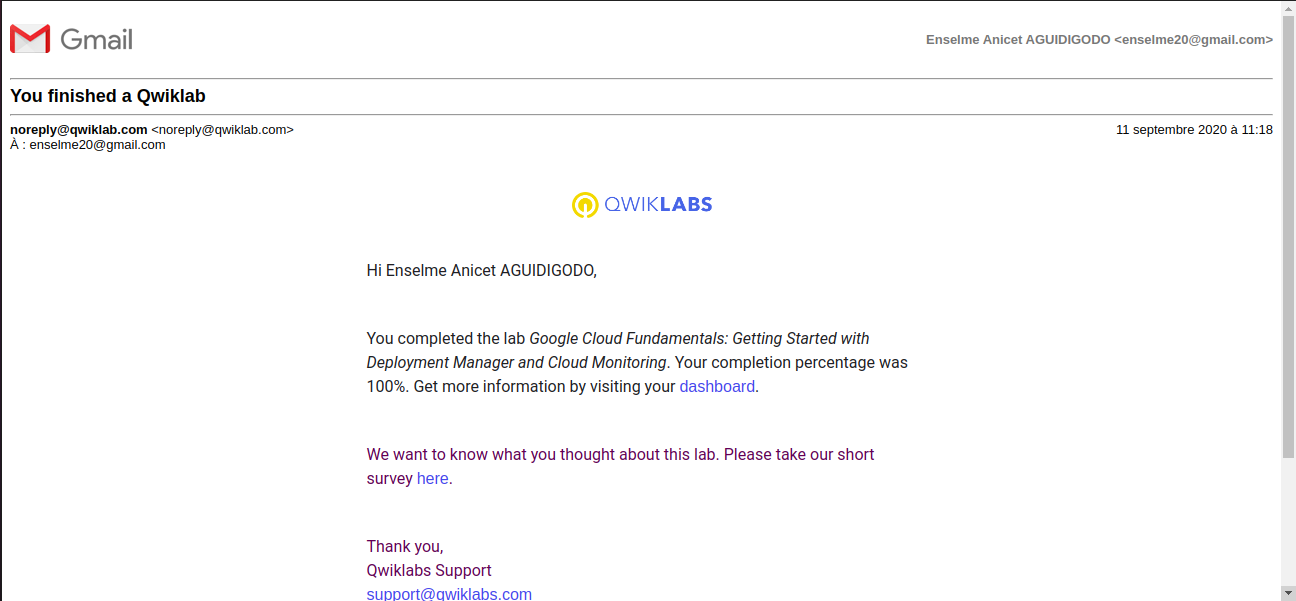 Gmail
Enselme Anicet AGUIDIGODO <enselme20@gmail.com>
You finished a Qwiklab
noreply@qwiklab.com <noreply@qwiklab.com>
11 septembre 2020 à 11:18
À : enselme20@gmail.com
QWIKLABS
Hi Enselme Anicet AGUIDIGODO,
You completed the lab Google Cloud Fundamentals: Getting Started with
Deployment Manager and Cloud Monitoring. Your completion percentage was
100%. Get more information by visiting your dashboard.
We want to know what you thought about this lab. Please take our short
survey here.
Thank you,
Qwiklabs Support
support@qwiklabs.com